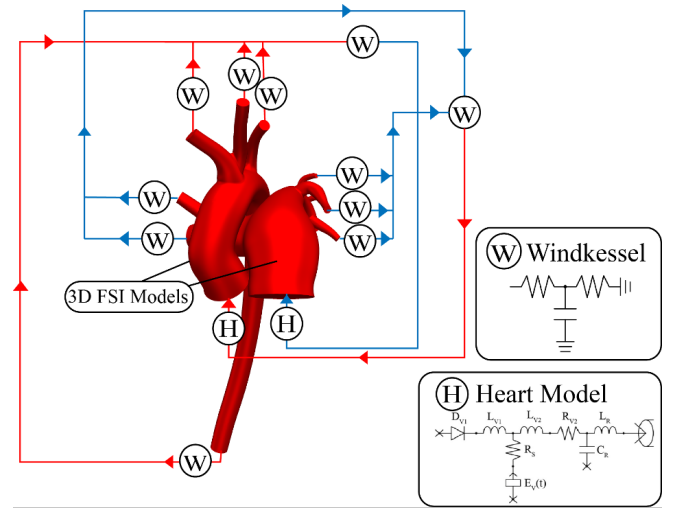 W
W
W
W
W
W
W
W
W
W
3D FSI Models
H
H
W
W Windkessel
H Heart Model
D_V1 L_V1 L_V2 R_V2 L_R
R_S C_R
E_V(t)